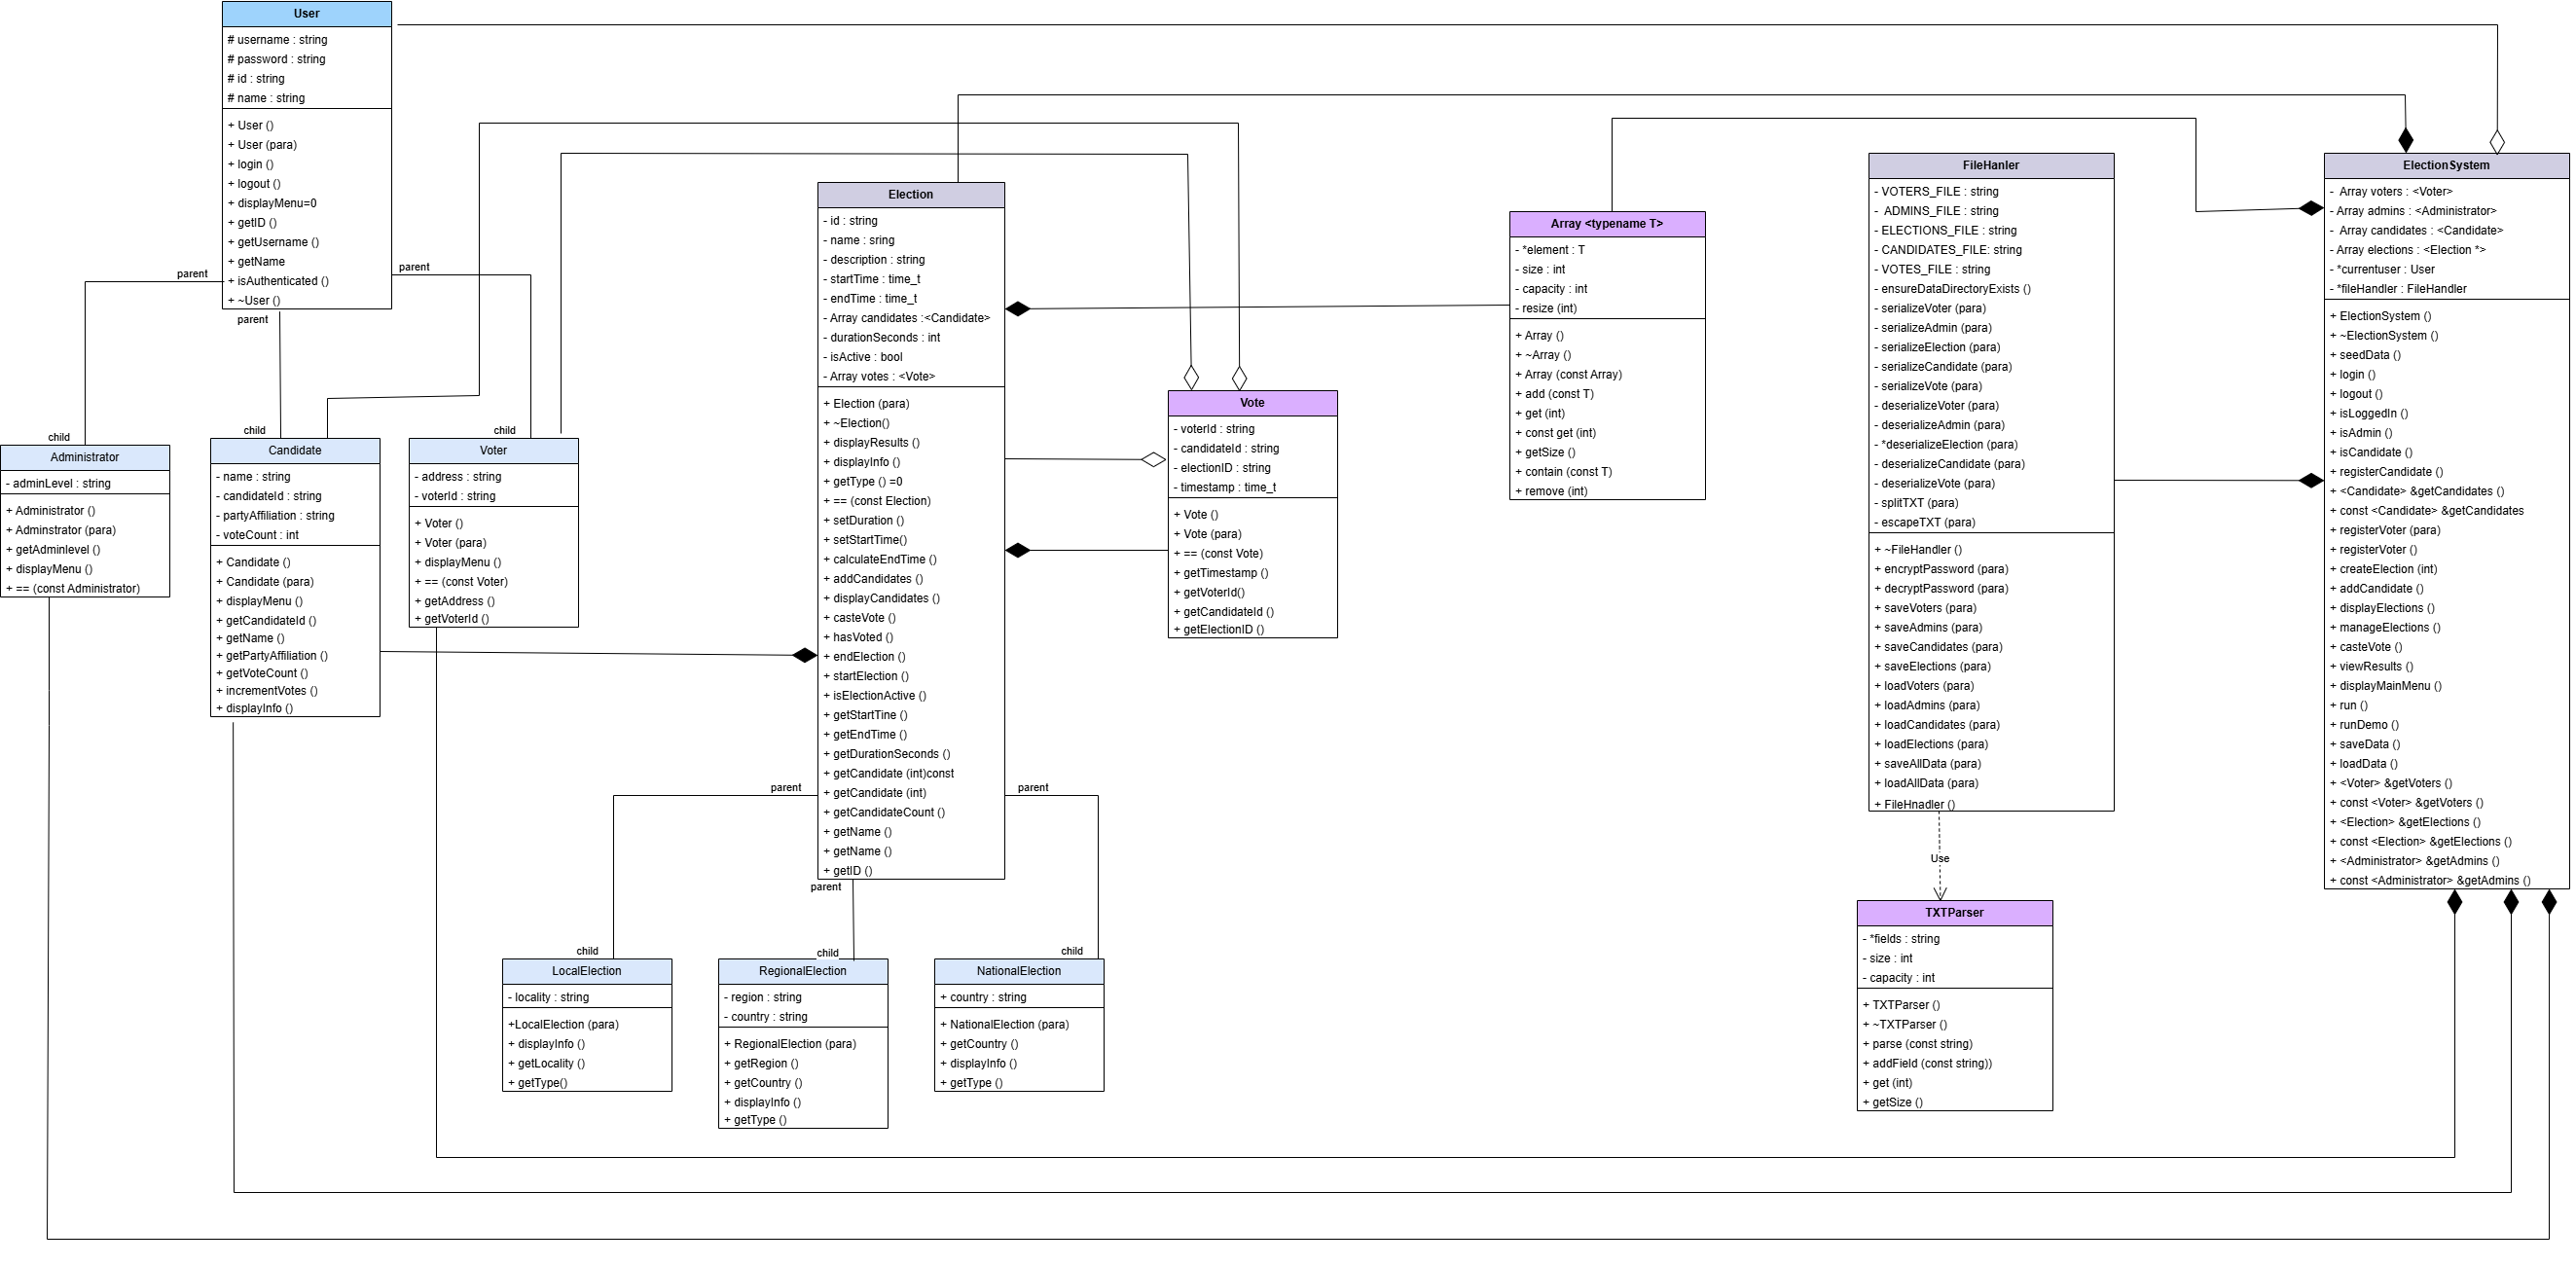 User
# username : string
# password : string
# id : string
# name : string
+ User ()
+ User (para)
+ login ()
+ logout ()
+ displayMenu=0
+ getID ()
+ getUsername ()
+ getName
+ isAuthenticated ()
+ ~User ()
parent
parent
parent
child
child
child
Administrator
- adminLevel : string
+ Administrator ()
+ Adminstrator (para)
+ getAdminlevel ()
+ displayMenu ()
+ == (const Administrator)
Candidate
- name : string
- candidateId : string
- partyAffiliation : string
- voteCount : int
+ Candidate ()
+ Candidate (para)
+ displayMenu ()
+ getCandidateId ()
+ getName ()
+ getPartyAffiliation ()
+ getVoteCount ()
+ incrementVotes ()
+ displayInfo ()
Voter
- address : string
- voterId : string
+ Voter ()
+ Voter (para)
+ displayMenu ()
+ == (const Voter)
+ getAddress ()
+ getVoterId ()
Election
- id : string
- name : sring
- description : string
- startTime : time_t
- endTime : time_t
- Array candidates :<Candidate>
- durationSeconds : int
- isActive : bool
- Array votes : <Vote>
+ Election (para)
+ ~Election()
+ displayResults ()
+ displayInfo ()
+ getType () =0
+ == (const Election)
+ setDuration ()
+ setStartTime()
+ calculateEndTime ()
+ addCandidates ()
+ displayCandidates ()
+ casteVote ()
+ hasVoted ()
+ endElection ()
+ startElection ()
+ isElectionActive ()
+ getStartTine ()
+ getEndTime ()
+ getDurationSeconds ()
+ getCandidate (int)const
+ getCandidate (int)
+ getCandidateCount ()
+ getName ()
+ getName ()
+ getID ()
parent
parent
parent
child
child
child
LocalElection
- locality : string
+LocalElection (para)
+ displayInfo ()
+ getLocality ()
+ getType()
RegionalElection
- region : string
- country : string
+ RegionalElection (para)
+ getRegion ()
+ getCountry ()
+ displayInfo ()
+ getType ()
NationalElection
+ country : string
+ NationalElection (para)
+ getCountry ()
+ displayInfo ()
+ getType ()
Vote
- voterId : string
- candidateId : string
- electionID : string
- timestamp : time_t
+ Vote ()
+ Vote (para)
+ == (const Vote)
+ getTimestamp ()
+ getVoterId()
+ getCandidateId ()
+ getElectionID ()
Array <typename T>
- *element : T
- size : int
- capacity : int
- resize (int)
+ Array ()
+ ~Array ()
+ Array (const Array)
+ add (const T)
+ get (int)
+ const get (int)
+ getSize ()
+ contain (const T)
+ remove (int)
FileHanler
- VOTERS_FILE : string
- ADMINS_FILE : string
- ELECTIONS_FILE : string
- CANDIDATES_FILE: string
- VOTES_FILE : string
- ensureDataDirectoryExists ()
- serializeVoter (para)
- serializeAdmin (para)
- serializeElection (para)
- serializeCandidate (para)
- serializeVote (para)
- deserializeVoter (para)
- deserializeAdmin (para)
- *deserializeElection (para)
- deserializeCandidate (para)
- deserializeVote (para)
- splitTXT (para)
- escapeTXT (para)
+ ~FileHandler ()
+ encryptPassword (para)
+ decryptPassword (para)
+ saveVoters (para)
+ saveAdmins (para)
+ saveCandidates (para)
+ saveElections (para)
+ loadVoters (para)
+ loadAdmins (para)
+ loadCandidates (para)
+ loadElections (para)
+ saveAllData (para)
+ loadAllData (para)
+ FileHnadler ()
Use
TXTParser
- *fields : string
- size : int
- capacity : int
+ TXTParser ()
+ ~TXTParser ()
+ parse (const string)
+ addField (const string))
+ get (int)
+ getSize ()
ElectionSystem
- Array voters : <Voter>
- Array admins : <Administrator>
- Array candidates : <Candidate>
- Array elections : <Election *>
- *currentuser : User
- *fileHandler : FileHandler
+ ElectionSystem ()
+ ~ElectionSystem ()
+ seedData ()
+ login ()
+ logout ()
+ isLoggedIn ()
+ isAdmin ()
+ isCandidate ()
+ registerCandidate ()
+ <Candidate> &getCandidates ()
+ const <Candidate> &getCandidates
+ registerVoter (para)
+ registerVoter ()
+ createElection (int)
+ addCandidate ()
+ displayElections ()
+ manageElections ()
+ casteVote ()
+ viewResults ()
+ displayMainMenu ()
+ run ()
+ runDemo ()
+ saveData ()
+ loadData ()
+ <Voter> &getVoters ()
+ const <Voter> &getVoters ()
+ <Election> &getElections ()
+ const <Election> &getElections ()
+ <Administrator> &getAdmins ()
+ const <Administrator> &getAdmins ()